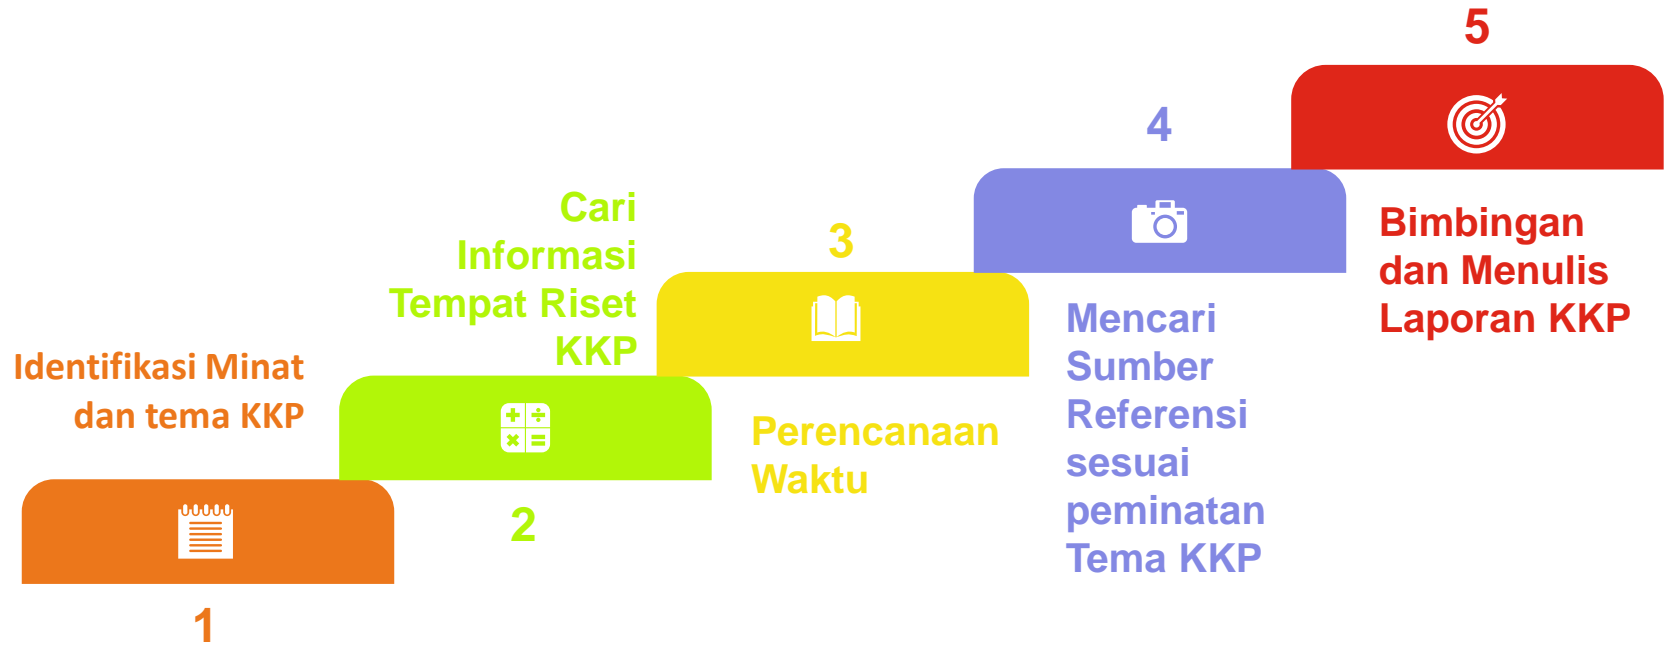 1
Identifikasi Minat
dan tema KKP
2
Cari
Informasi
Tempat Riset
KKP
3
Perencanaan
Waktu
4
Mencari
Sumber
Referensi
sesuai
peminatan
Tema KKP
5
Bimbingan
dan Menulis
Laporan KKP